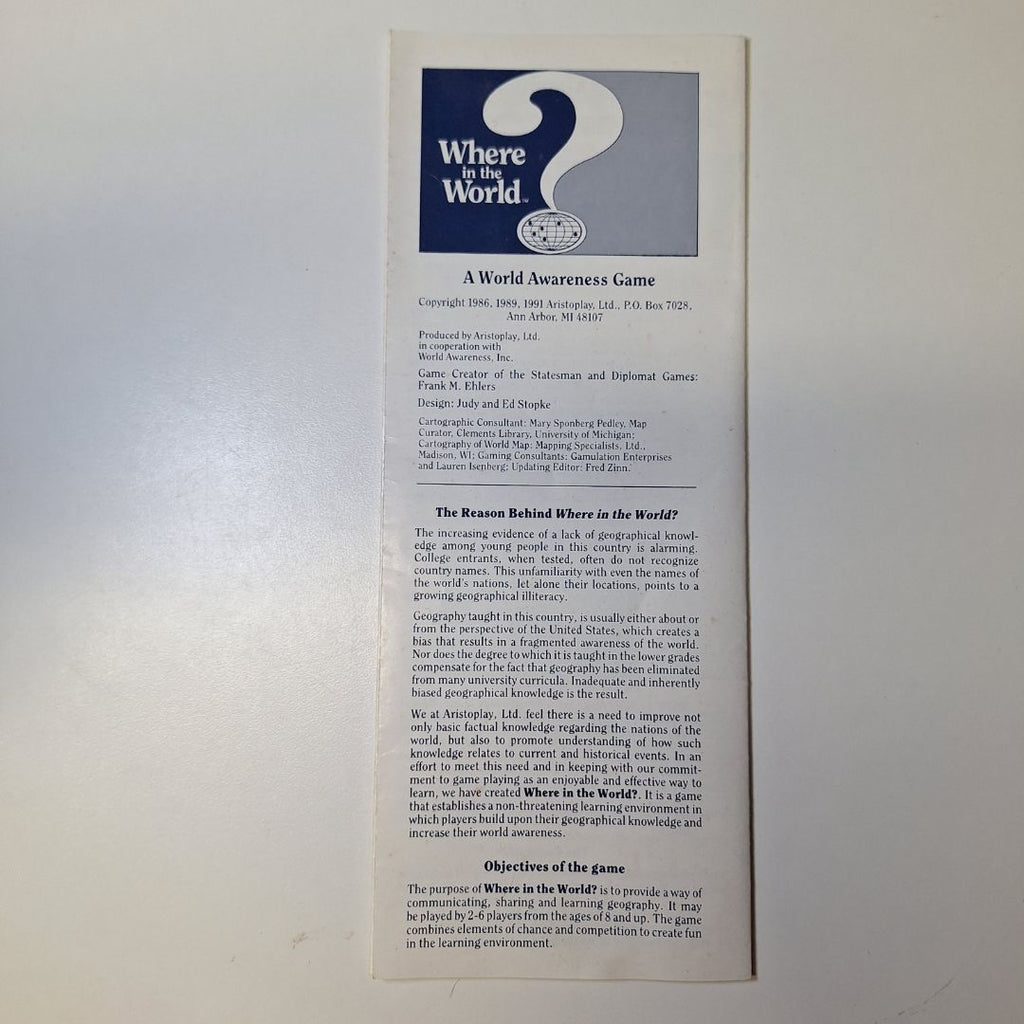 Where
in the
World™
A World Awareness Game
Copyright 1986, 1989, 1991 Aristoplay, Ltd., P.O. Box 7028,
Ann Arbor, MI 48107
Produced by Aristoplay, Ltd.
in cooperation with
World Awareness, Inc.
Game Creator of the Statesman and Diplomat Games:
Frank M. Ehlers
Design: Judy and Ed Stopke
Cartographic Consultant: Mary Sponberg Pedley, Map
Curator, Clements Library, University of Michigan;
Cartography of World Map: Mapping Specialists, Ltd.,
Madison, WI; Gaming Consultants: Gamulation Enterprises
and Lauren Isenberg; Updating Editor: Fred Zinn.
The Reason Behind Where in the World?
The increasing evidence of a lack of geographical knowl-
edge among young people in this country is alarming.
College entrants, when tested, often do not recognize
country names. This unfamiliarity with even the names of
the world's nations, let alone their locations, points to a
growing geographical illiteracy.
Geography taught in this country, is usually either about or
from the perspective of the United States, which creates a
bias that results in a fragmented awareness of the world.
Nor does the degree to which it is taught in the lower grades
compensate for the fact that geography has been eliminated
from many university curricula. Inadequate and inherently
biased geographical knowledge is the result.
We at Aristoplay, Ltd. feel there is a need to improve not
only basic factual knowledge regarding the nations of the
world, but also to promote understanding of how such
knowledge relates to current and historical events. In an
effort to meet this need and in keeping with our commit-
ment to game playing as an enjoyable and effective way to
learn, we have created Where in the World?. It is a game
that establishes a non-threatening learning environment in
which players build upon their geographical knowledge and
increase their world awareness.
Objectives of the game
The purpose of Where in the World? is to provide a way of
communicating, sharing and learning geography. It may
be played by 2-6 players from the ages of 8 and up. The game
combines elements of chance and competition to create fun
in the learning environment.